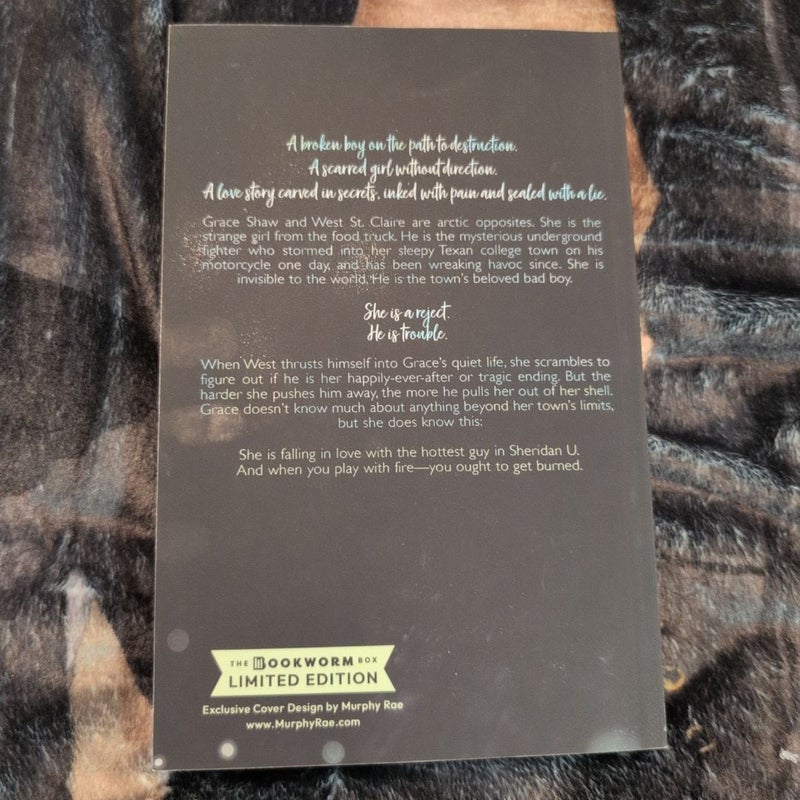 A broken boy on the path to destruction.
A scarred girl without direction.
A love story carved in secrets, inked with pain and sealed with a lie.
Grace Shaw and West St. Claire are arctic opposites. She is the
strange girl from the food truck. He is the mysterious underground
fighter who stormed into her sleepy Texan college town on his
motorcycle one day, and has been wreaking havoc since. She is
invisible to the world. He is the town's beloved bad boy.
She is a reject.
He is trouble.
When West thrusts himself into Grace's quiet life, she scrambles to
figure out if he is her happily-ever-after or tragic ending. But the
harder she pushes him away, the more he pulls her out of her shell.
Grace doesn't know much about anything beyond her town's limits,
but she does know this:
She is falling in love with the hottest guy in Sheridan U.
And when you play with fire—you ought to get burned.
THE BOOKWORM BOX
LIMITED EDITION
Exclusive Cover Design by Murphy Rae
www.MurphyRae.com